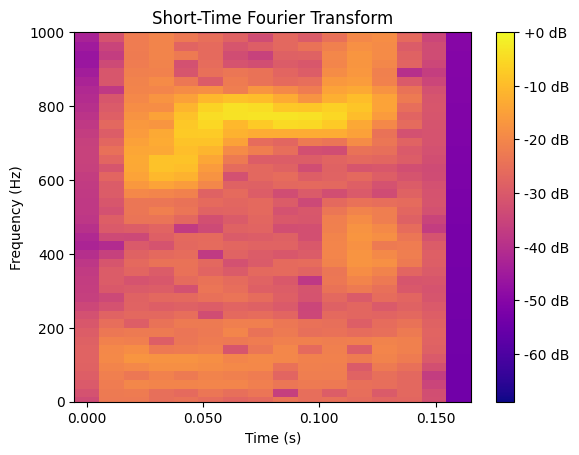 Short-Time Fourier Transform
1000
800
600
400
200
0
Frequency (Hz)
0.000
0.050
0.100
0.150
Time (s)
+0 dB
-10 dB
-20 dB
-30 dB
-40 dB
-50 dB
-60 dB